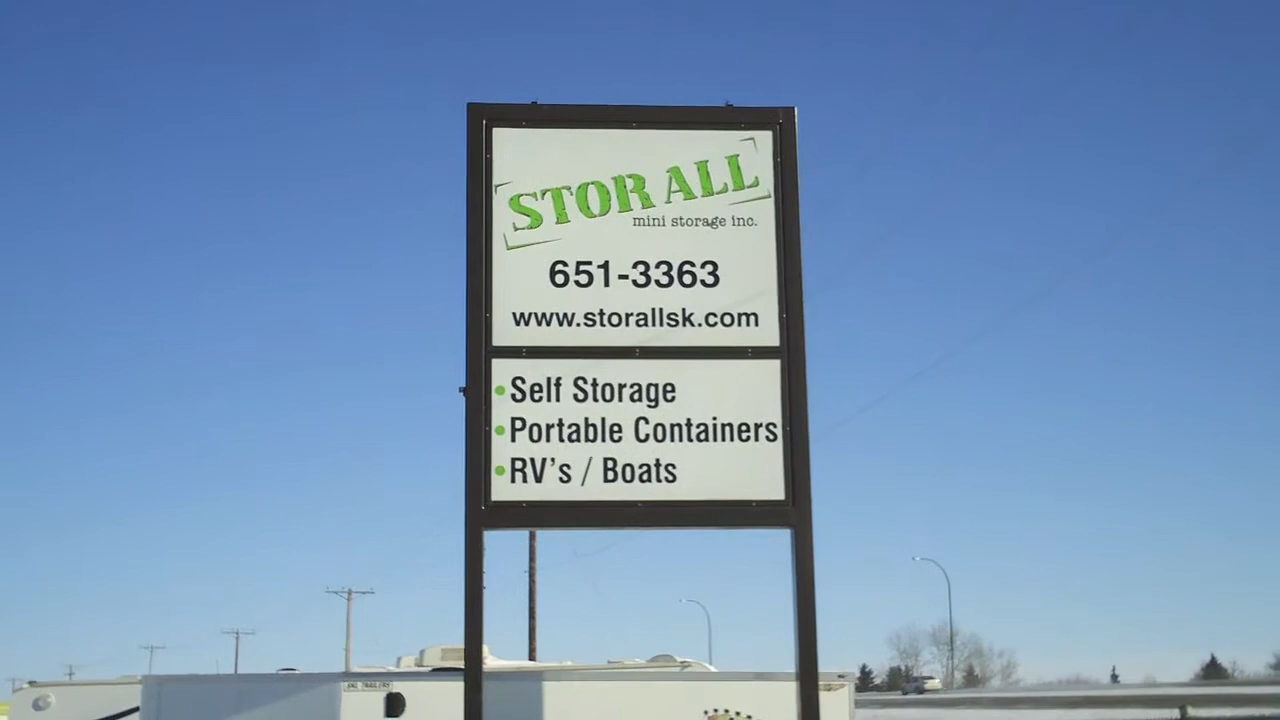 STOR ALL
mini storage inc.
651-3363
www.storallsk.com
•Self Storage
•Portable Containers
•RV's / Boats